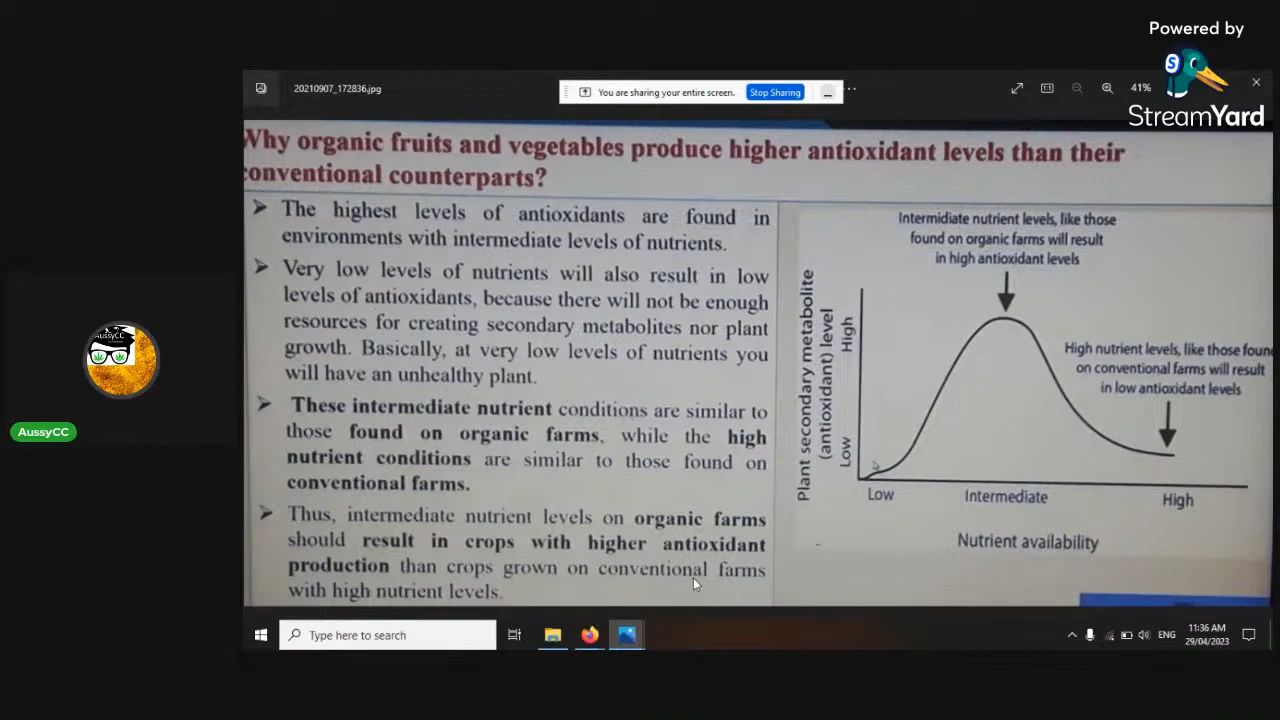 Powered by
StreamYard
20210907_172836.jpg
You are sharing your entire screen.
Stop Sharing
41%
Why organic fruits and vegetables produce higher antioxidant levels than their
conventional counterparts?
➤ The highest levels of antioxidants are found in
environments with intermediate levels of nutrients.
➤ Very low levels of nutrients will also result in low
levels of antioxidants, because there will not be enough
resources for creating secondary metabolites nor plant
growth. Basically, at very low levels of nutrients you
will have an unhealthy plant.
➤ These intermediate nutrient conditions are similar to
those found on organic farms, while the high
nutrient conditions are similar to those found on
conventional farms.
➤ Thus, intermediate nutrient levels on organic farms
should result in crops with higher antioxidant
production than crops grown on conventional farms
with high nutrient levels.
Intermidiate nutrient levels, like those
found on organic farms will result
in high antioxidant levels
High nutrient levels, like those found
on conventional farms will result
in low antioxidant levels
Plant secondary metabolite
(antioxidant) level
High
Low
Low
Intermediate
High
Nutrient availability
AussyCC
AussyCC
Type here to search
ENG
11:36 AM
29/04/2023